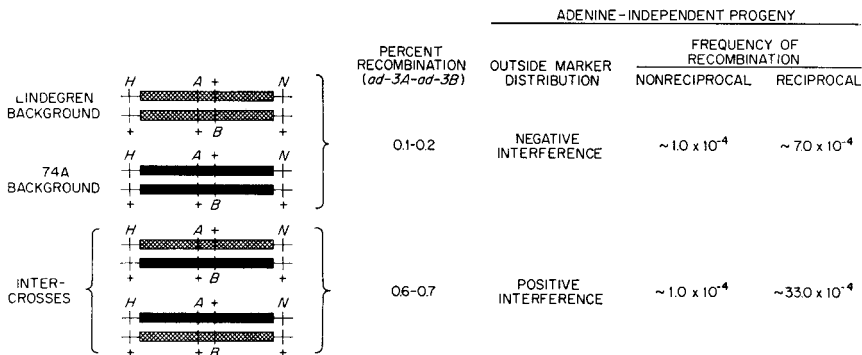 ADENINE-INDEPENDENT PROGENY
PERCENT RECOMBINATION (ad-3A-ad-3B)
OUTSIDE MARKER DISTRIBUTION
FREQUENCY OF RECOMBINATION
NONRECIPROCAL RECIPROCAL
H A + N
LINDEGREN BACKGROUND
+ + B +
0.1-0.2 NEGATIVE INTERFERENCE ~1.0 x 10⁻⁴ ~7.0 x 10⁻⁴
H A + N
74A BACKGROUND
+ + B +
H A + N
+ + B +
INTER-CROSSES
0.6-0.7 POSITIVE INTERFERENCE ~1.0 x 10⁻⁴ ~33.0 x 10⁻⁴
H A + N
+ + B +